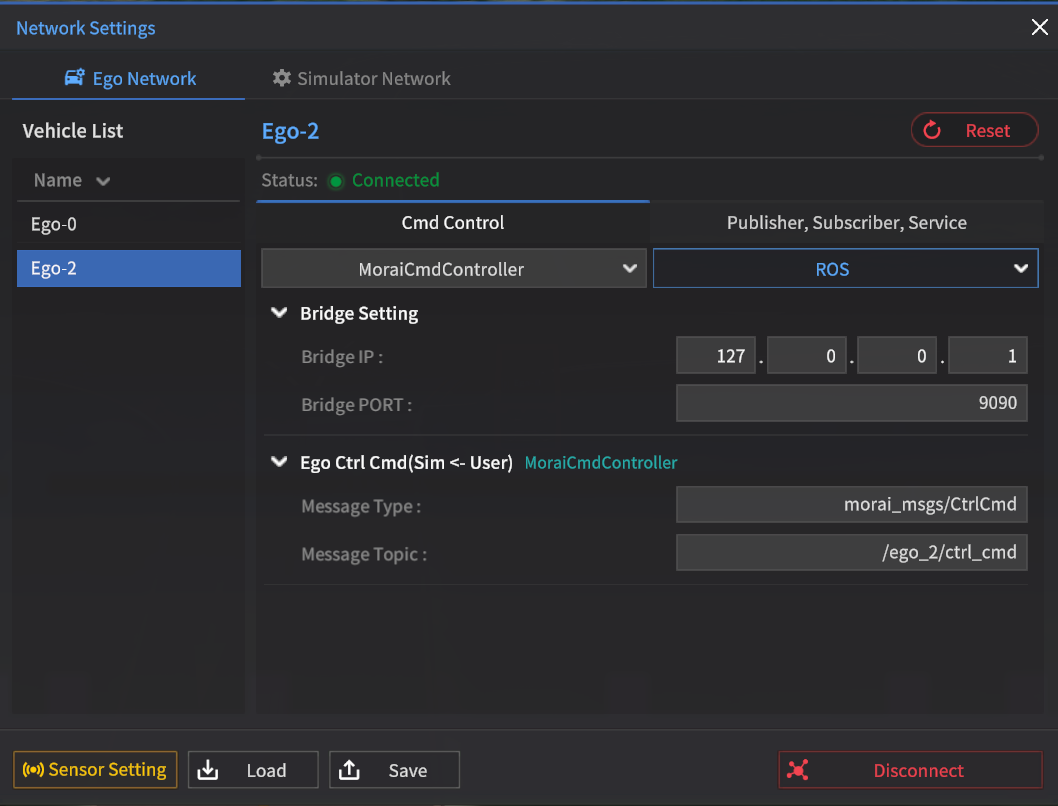 Network Settings
Ego Network
Simulator Network
Vehicle List
Name
Ego-0
Ego-2
Ego-2
Reset
Status: Connected
Cmd Control
Publisher, Subscriber, Service
MoraiCmdController
ROS
Bridge Setting
Bridge IP : 127 . 0 . 0 . 1
Bridge PORT : 9090
Ego Ctrl Cmd(Sim <- User) MoraiCmdController
Message Type : morai_msgs/CtrlCmd
Message Topic : /ego_2/ctrl_cmd
Sensor Setting
Load
Save
Disconnect